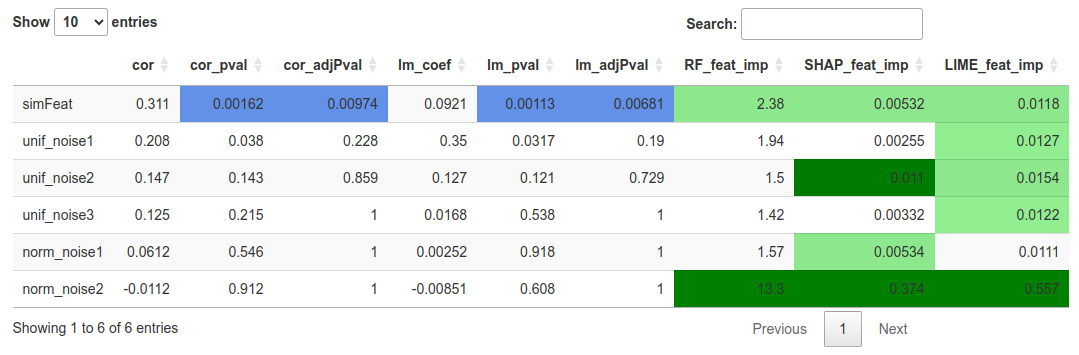 Show 10 entries Search:
cor cor_pval cor_adjPval lm_coef lm_pval lm_adjPval RF_feat_imp SHAP_feat_imp LIME_feat_imp
simFeat 0.311 0.00162 0.00974 0.0921 0.00113 0.00681 2.38 0.00532 0.0118
unif_noise1 0.208 0.038 0.228 0.35 0.0317 0.19 1.94 0.00255 0.0127
unif_noise2 0.147 0.143 0.859 0.127 0.121 0.729 1.5 0.011 0.0154
unif_noise3 0.125 0.215 1 0.0168 0.538 1 1.42 0.00332 0.0122
norm_noise1 0.0612 0.546 1 0.00252 0.918 1 1.57 0.00534 0.0111
norm_noise2 -0.0112 0.912 1 -0.00851 0.608 1 13.3 0.374 0.557
Showing 1 to 6 of 6 entries Previous 1 Next